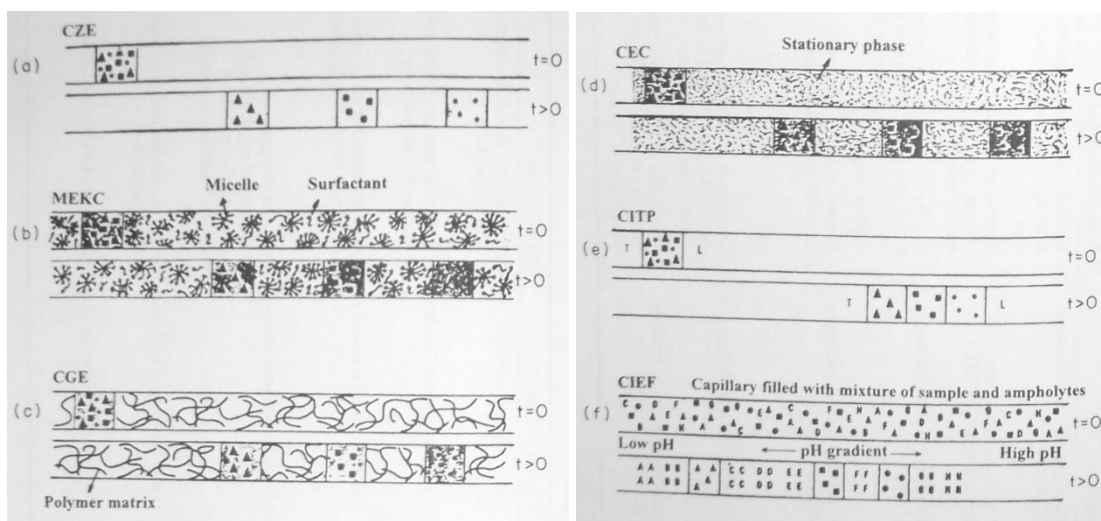 CZE
(a)
t=0
t>0
MEKC
Micelle
Surfactant
(b)
t=0
t>0
CGE
(c)
t=0
t>0
Polymer matrix
CEC
Stationary phase
(d)
t=0
t>0
CITP
(e)
T
L
t=0
T
L
t>0
CIEF
Capillary filled with mixture of sample and ampholytes
(f)
t=0
Low pH
pH gradient
High pH
A A B B
C C D D E E
F F
t>0
A A B B
C C D D E E
F F